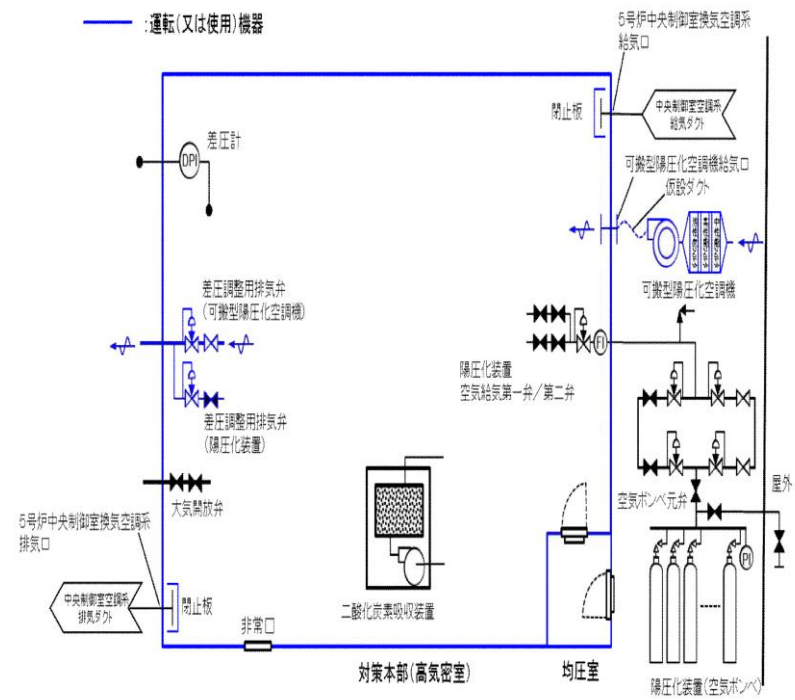 :運転(又は使用)機器
5号炉中央制御室換気空調系
給気口
閉止板
中央制御室空調系
給気ダクト
差圧計
DPI
可搬型陽圧化空調機給気口
仮設ダクト
可搬型陽圧化空調機
差圧調整用排気弁
(可搬型陽圧化空調機)
陽圧化装置
空気給気第一弁/第二弁
FI
差圧調整用排気弁
(陽圧化装置)
大気開放弁
空気ボンベ元弁
屋外
5号炉中央制御室換気空調系
排気口
PI
中央制御室空調系
排気ダクト
閉止板
二酸化炭素吸収装置
非常口
対策本部(高気密室)
均圧室
陽圧化装置(空気ボンベ)